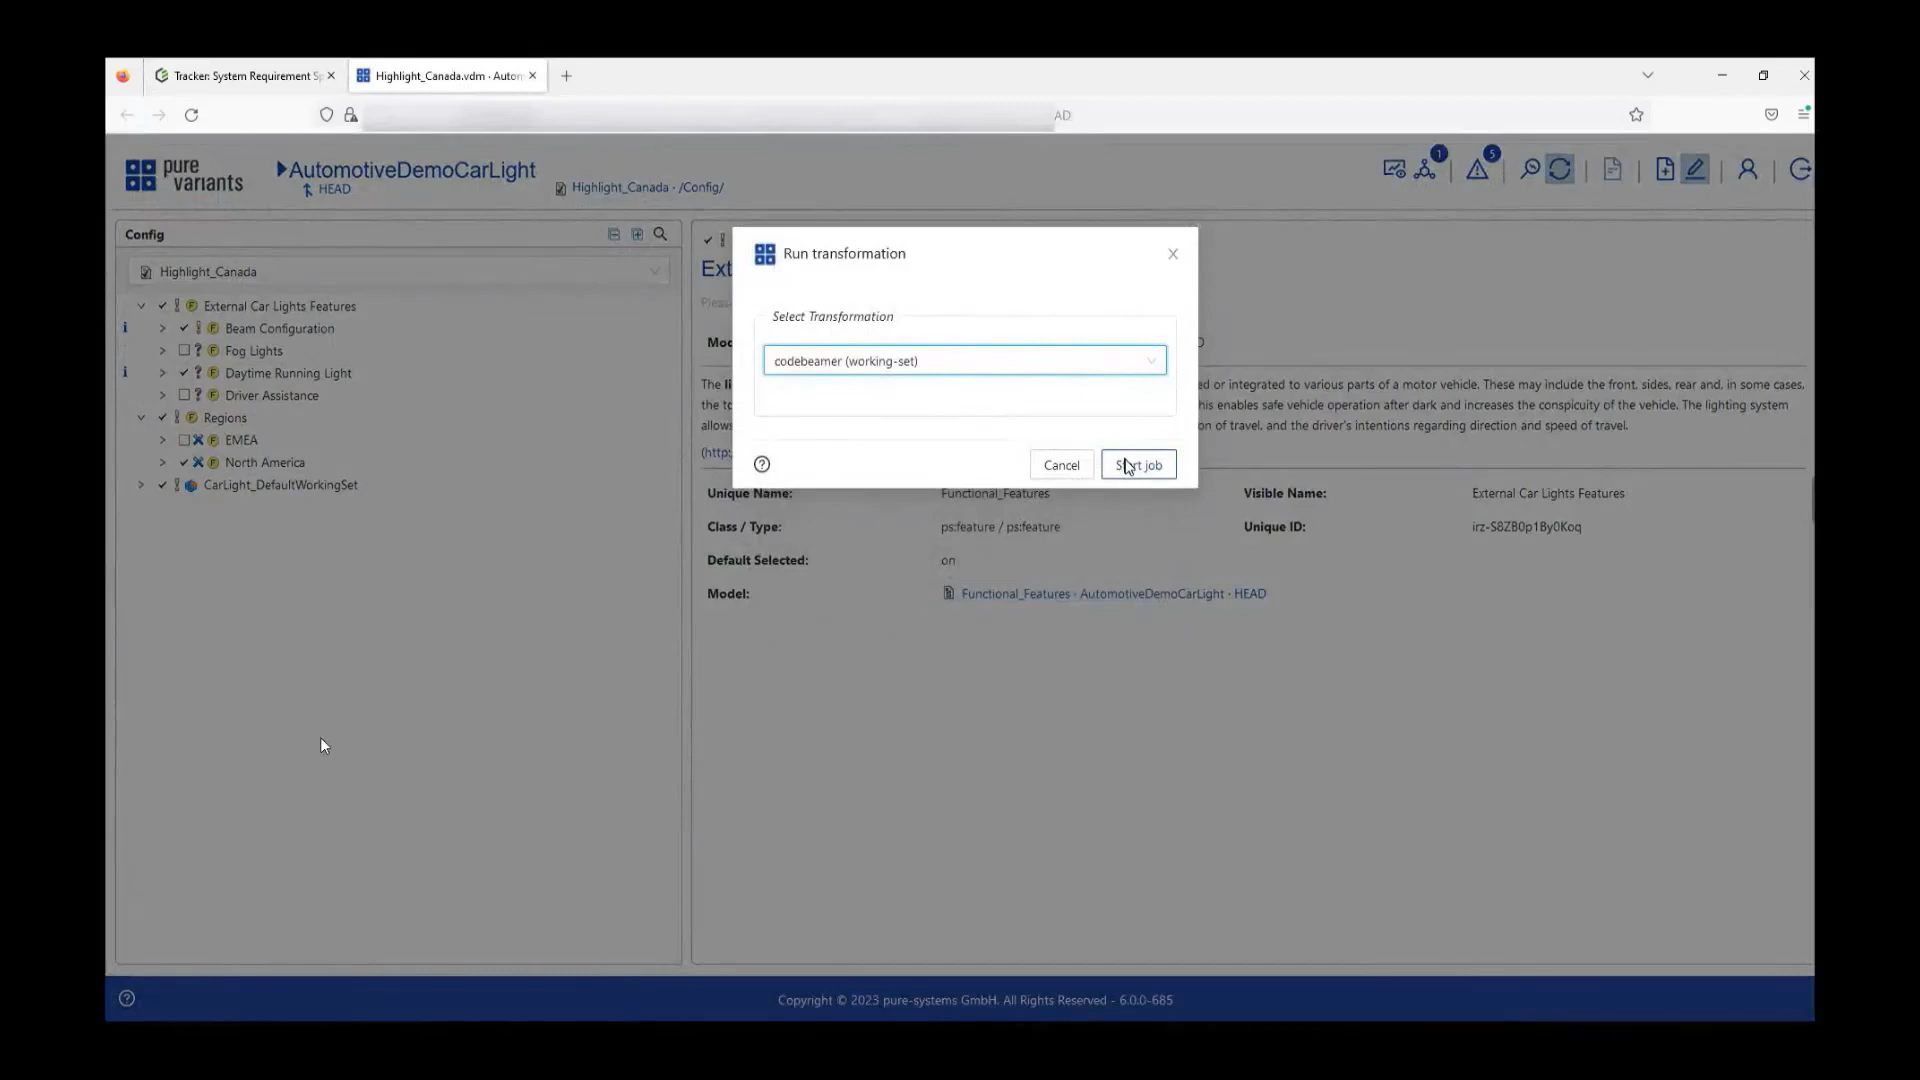 Tracker: System Requirement S
Highlight_Canada.vdm · Auton
AD
pure variants
AutomotiveDemoCarLight
HEAD
Highlight_Canada · /Config/
1
5
Config
Highlight_Canada
External Car Lights Features
Beam Configuration
Fog Lights
Daytime Running Light
Driver Assistance
Regions
EMEA
North America
CarLight_DefaultWorkingSet
Run transformation
Select Transformation
codebeamer (working-set)
Cancel
job
Ext
Pleas
Moc
The li
ed or integrated to various parts of a motor vehicle. These may include the front, sides, rear and, in some cases,
the to
his enables safe vehicle operation after dark and increases the conspicuity of the vehicle. The lighting system
allows
on of travel, and the driver's intentions regarding direction and speed of travel.
(http:
Unique Name: Functional_Features Visible Name: External Car Lights Features
Class / Type: ps:feature / ps:feature Unique ID: irz-S8ZB0p1By0Koq
Default Selected: on
Model: Functional_Features · AutomotiveDemoCarLight · HEAD
Copyright © 2023 pure-systems GmbH. All Rights Reserved - 6.0.0-685